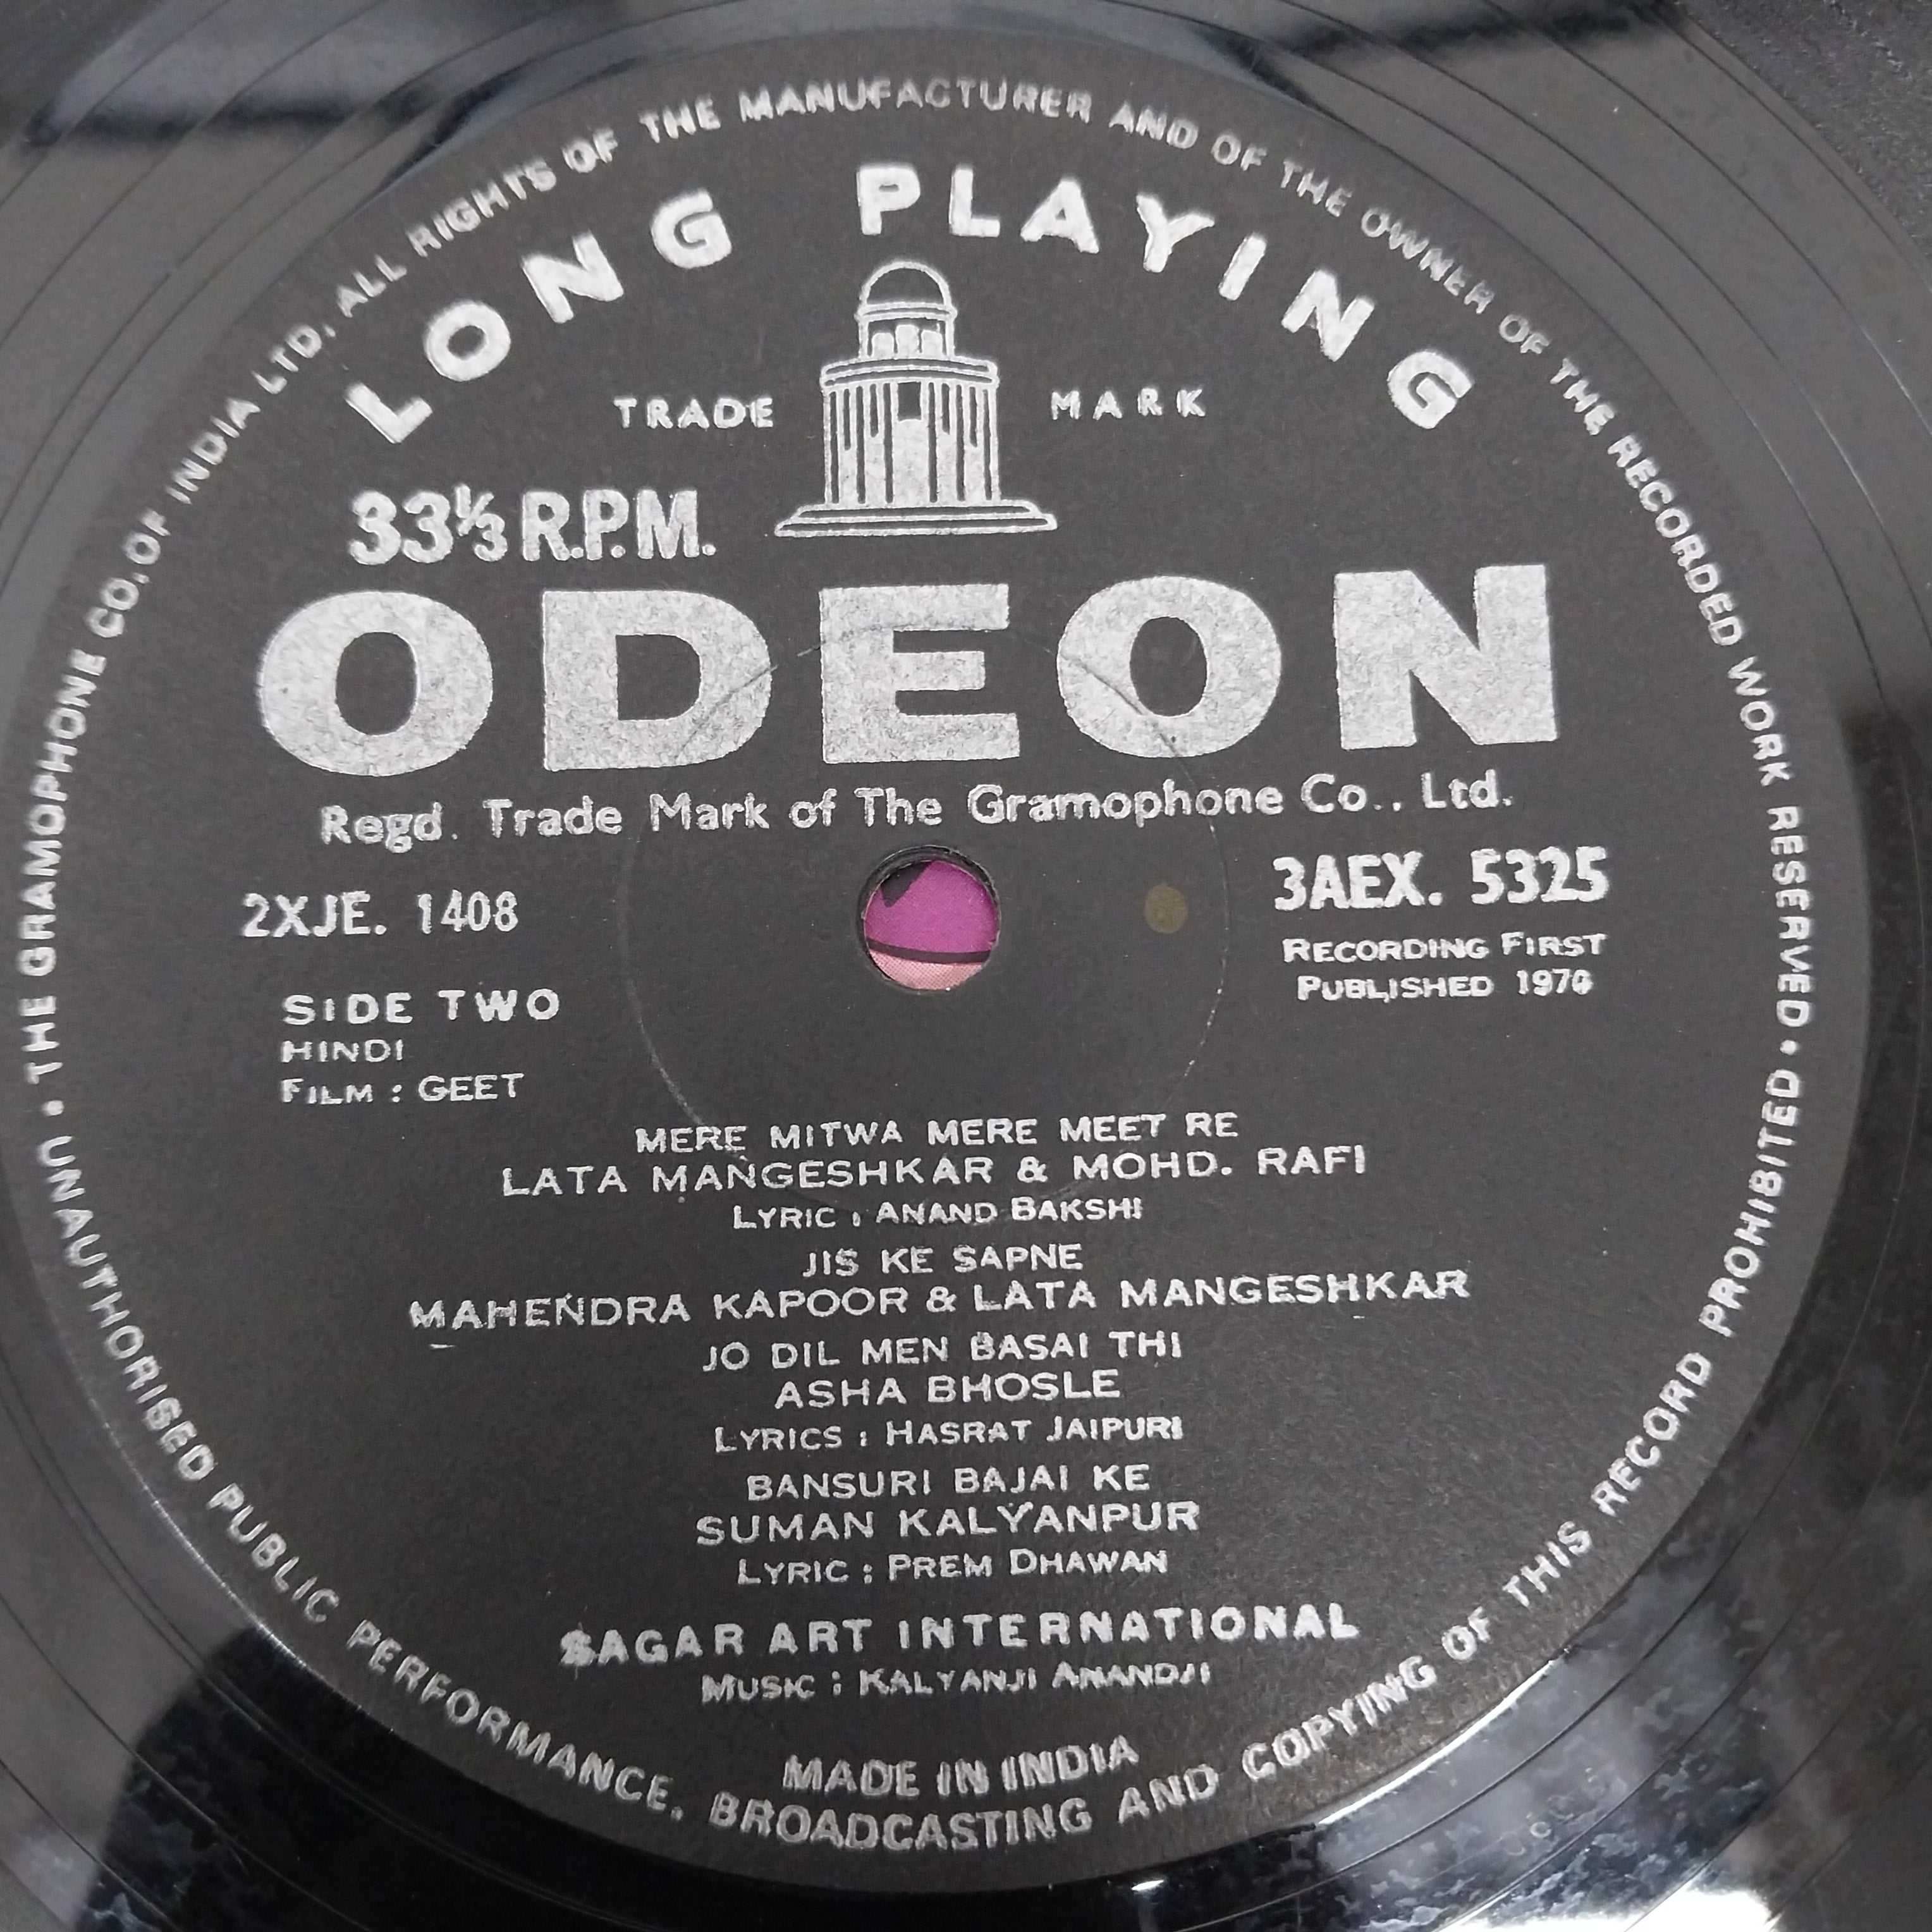 THE GRAMOPHONE CO. OF INDIA LTD. ALL RIGHTS OF THE MANUFACTURER AND OF THE OWNER OF THE RECORDED WORK RESERVED •
LONG PLAYING
TRADE MARK
33⅓ R.P.M.
ODEON
Regd. Trade Mark of The Gramophone Co.. Ltd.
2XJE. 1408
3AEX. 5325
RECORDING FIRST
PUBLISHED 1970
SIDE TWO
HINDI
FILM : GEET
MERE MITWA MERE MEET RE
LATA MANGESHKAR & MOHD. RAFI
LYRIC : ANAND BAKSHI
JIS KE SAPNE
MAHENDRA KAPOOR & LATA MANGESHKAR
JO DIL MEN BASAI THI
ASHA BHOSLE
LYRICS : HASRAT JAIPURI
BANSURI BAJAI KE
SUMAN KALYANPUR
LYRIC : PREM DHAWAN
SAGAR ART INTERNATIONAL
MUSIC : KALYANJI ANANDJI
MADE IN INDIA
• UNAUTHORISED PUBLIC PERFORMANCE, BROADCASTING AND COPYING OF THIS RECORD PROHIBITED •